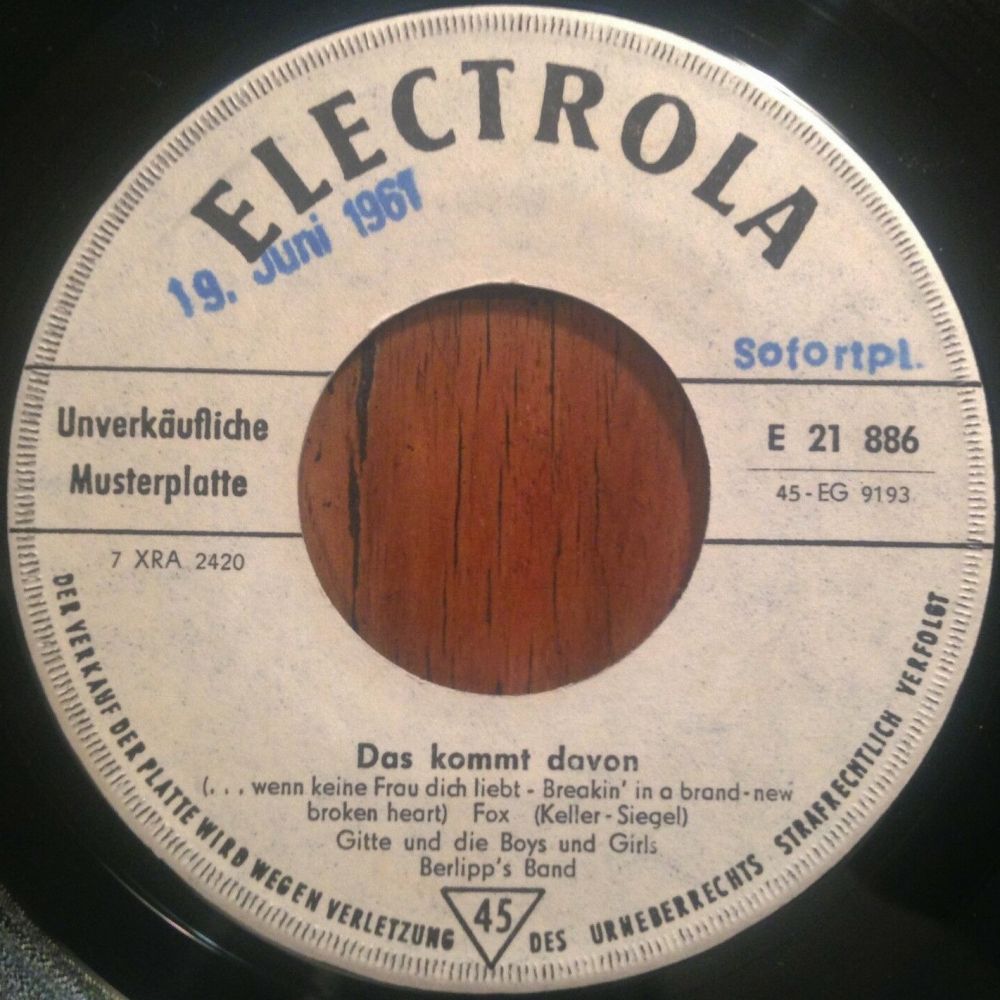 ELECTROLA
19. Juni 1961
Sofortpl.
Unverkäufliche
Musterplatte
E 21 886
45-EG 9193
7 XRA 2420
Das kommt davon
(... wenn keine Frau dich liebt - Breakin' in a brand-new
broken heart) Fox (Keller-Siegel)
Gitte und die Boys und Girls
Berlipp's Band
45
DER VERKAUF DER PLATTE WIRD WEGEN VERLETZUNG DES URHEBERRECHTS STRAFRECHTLICH VERFOLGT